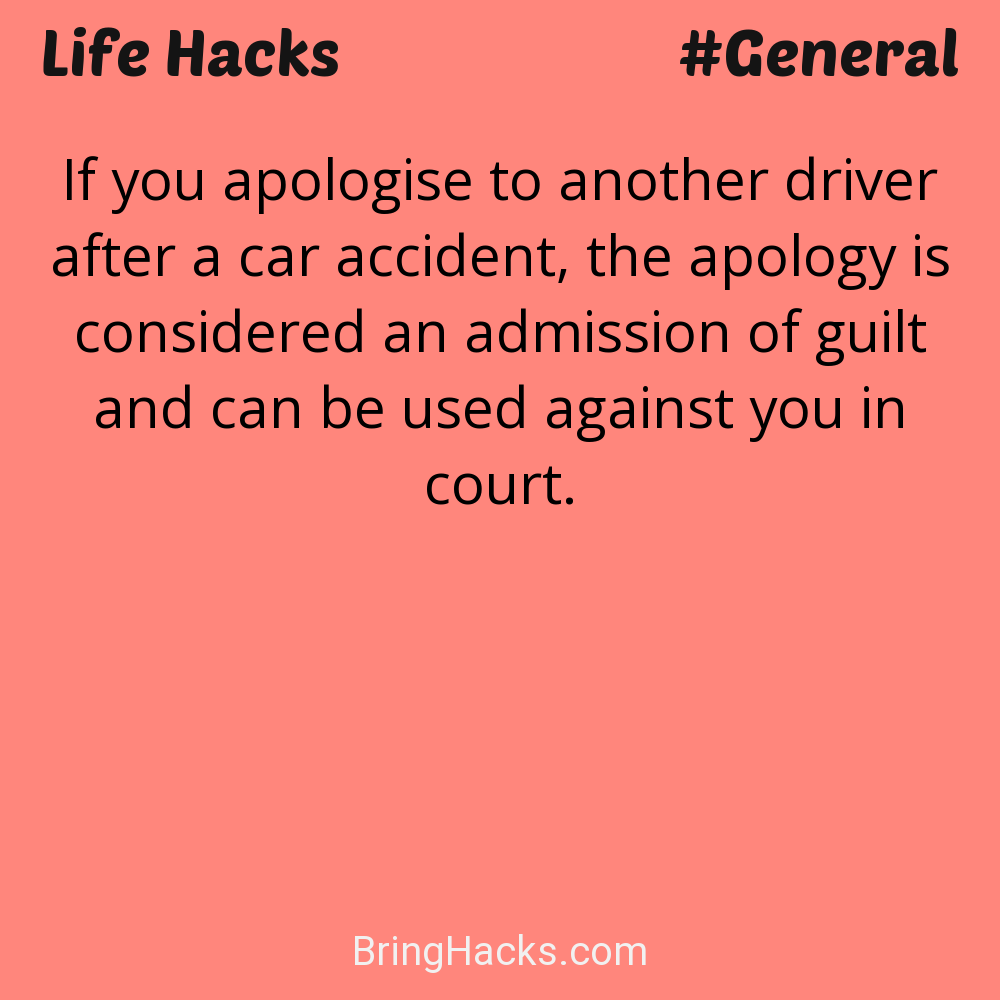 Life Hacks #General
If you apologise to another driver
after a car accident, the apology is
considered an admission of guilt
and can be used against you in
court.
BringHacks.com